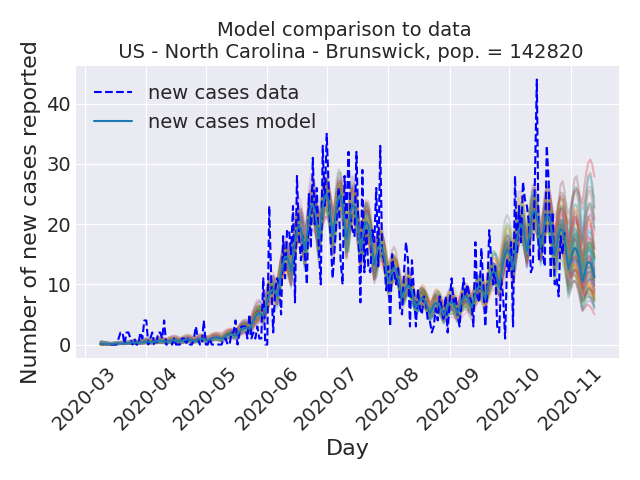 Model comparison to data
US - North Carolina - Brunswick, pop. = 142820
Number of new cases reported
new cases data
new cases model
40
30
20
10
0
2020-03
2020-04
2020-05
2020-06
2020-07
2020-08
2020-09
2020-10
2020-11
Day